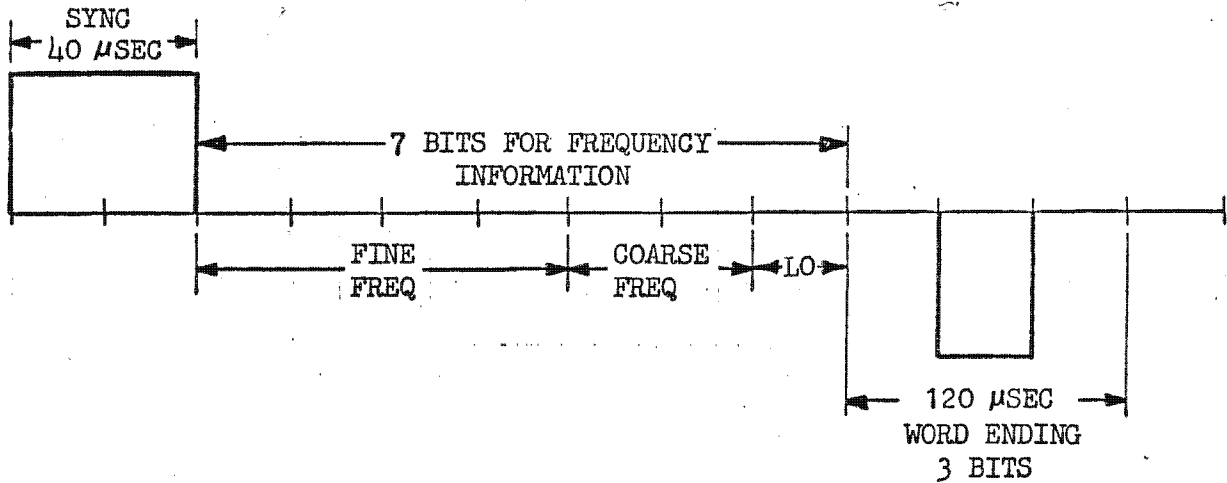 SYNC
40 μSEC
7 BITS FOR FREQUENCY
INFORMATION
FINE
FREQ
COARSE
FREQ
LO
120 μSEC
WORD ENDING
3 BITS